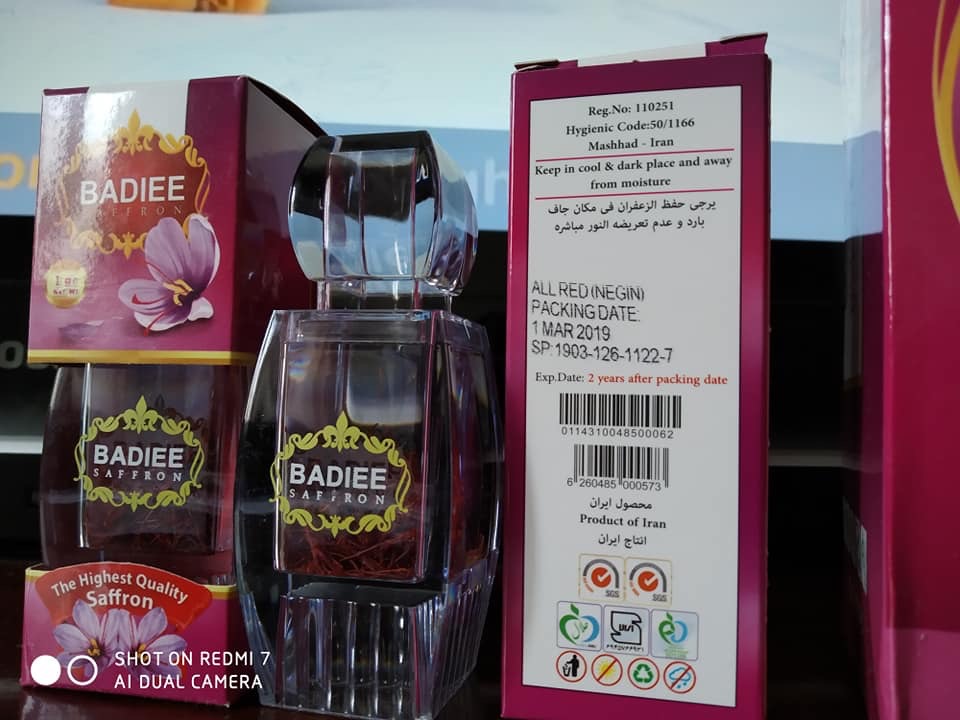 BADIEE
SAFFRON
BADIEE
SAFFRON
The Highest Quality
Saffron
BADIEE
SAFFRON
Reg.No: 110251
Hygienic Code:50/1166
Mashhad - Iran
Keep in cool & dark place and away
from moisture
يرجى حفظ الزعفران فی مکان جاف
بارد و عدم تعريضه النور مباشره
ALL RED (NEGIN)
PACKING DATE:
1 MAR 2019
SP:1903-126-1122-7
Exp.Date: 2 years after packing date
0114310048500062
6 260485 000573
محصول ایران
Product of Iran
انتاج ایران
SGS SGS
SHOT ON REDMI 7
AI DUAL CAMERA